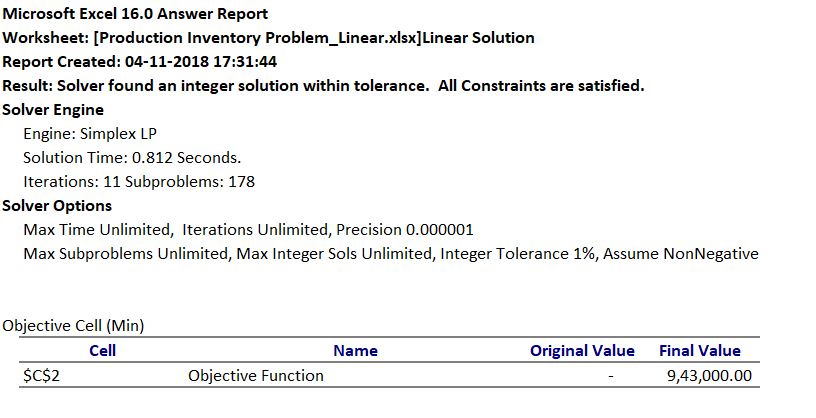 Microsoft Excel 16.0 Answer Report
Worksheet: [Production Inventory Problem_Linear.xlsx]Linear Solution
Report Created: 04-11-2018 17:31:44
Result: Solver found an integer solution within tolerance.  All Constraints are satisfied.
Solver Engine
Engine: Simplex LP
Solution Time: 0.812 Seconds.
Iterations: 11 Subproblems: 178
Solver Options
Max Time Unlimited,  Iterations Unlimited, Precision 0.000001
Max Subproblems Unlimited, Max Integer Sols Unlimited, Integer Tolerance 1%, Assume NonNegative
Objective Cell (Min)
Cell Name Original Value Final Value
$C$2 Objective Function - 9,43,000.00